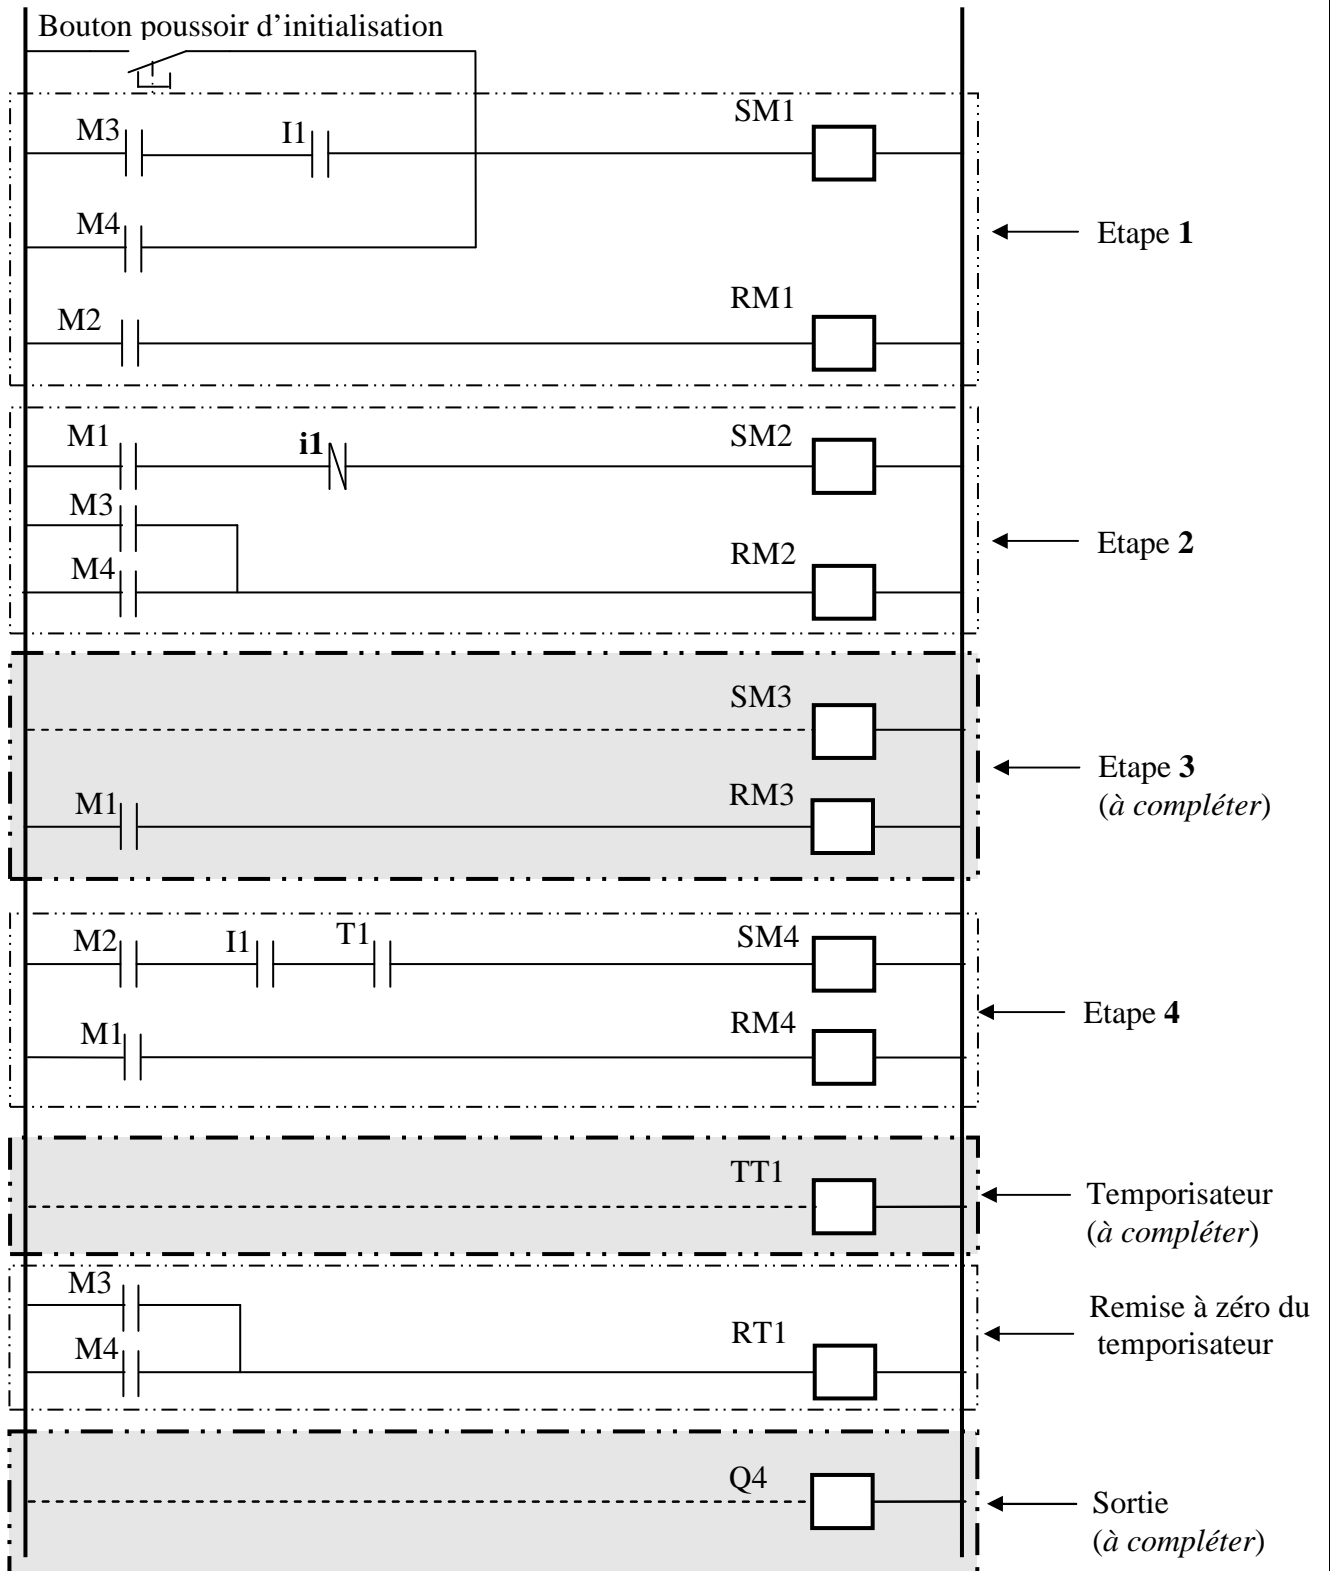 Bouton poussoir d'initialisation
M3 I1 SM1
M4
Etape 1
M2 RM1
M1 i1 SM2
M3
Etape 2
M4 RM2
SM3
Etape 3
(à compléter)
M1 RM3
M2 I1 T1 SM4
Etape 4
M1 RM4
TT1
Temporisateur
(à compléter)
M3
Remise à zéro du
temporisateur
M4 RT1
Q4
Sortie
(à compléter)